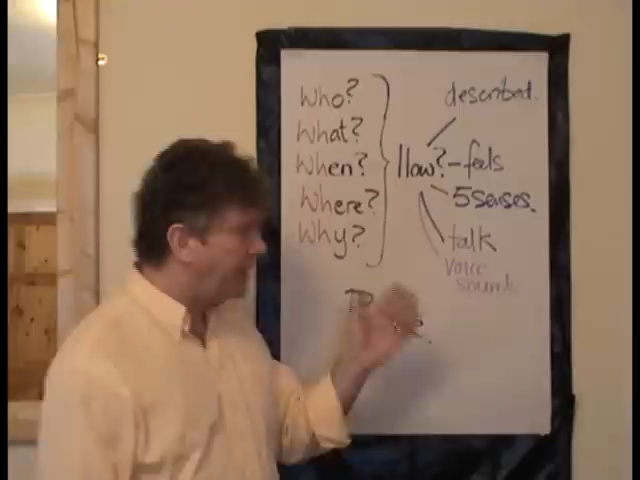 Who?
What?
When?
Where?
Why?
How?
described.
- feels
5 senses.
talk
voice
sound